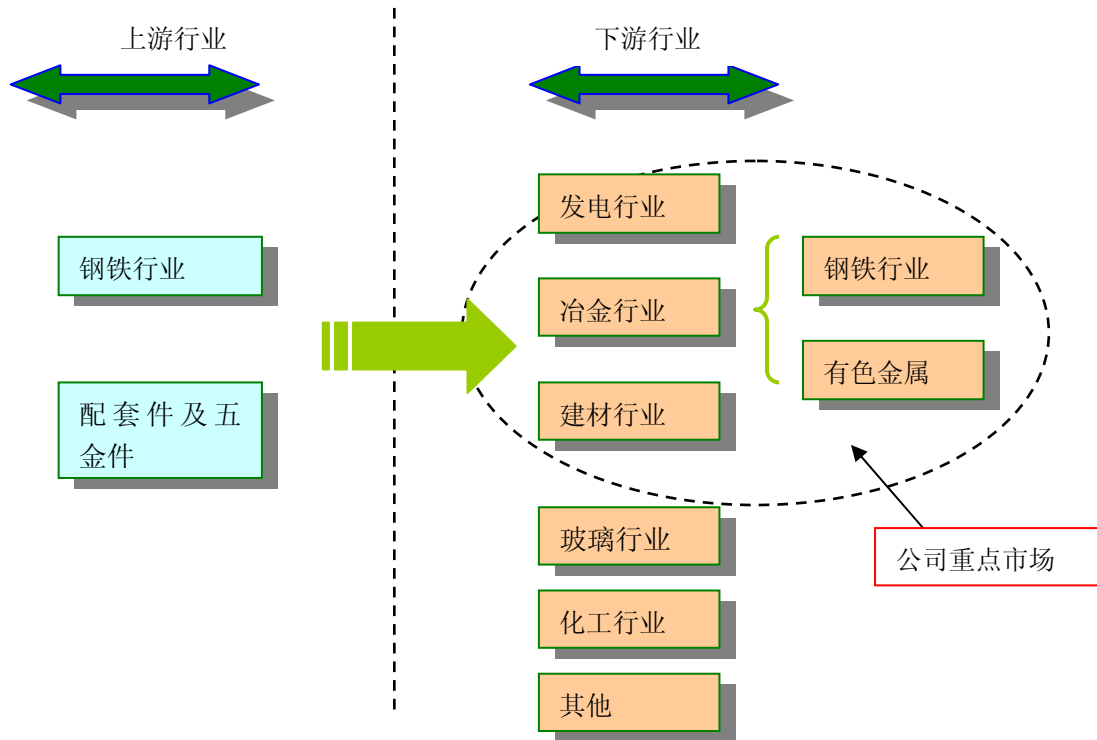 上游行业
下游行业
钢铁行业
配套件及五
金件
发电行业
冶金行业
建材行业
钢铁行业
有色金属
玻璃行业
化工行业
其他
公司重点市场